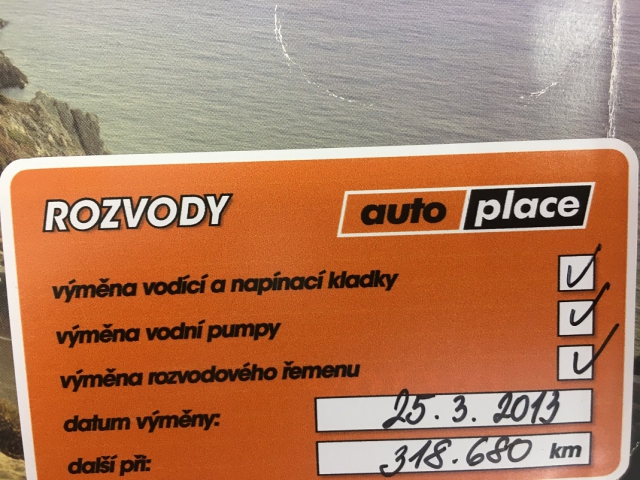 ROZVODY
auto place
výměna vodící a napínací kladky
výměna vodní pumpy
výměna rozvodového řemenu
datum výměny: 25. 3. 2013
další při: 318.680 km